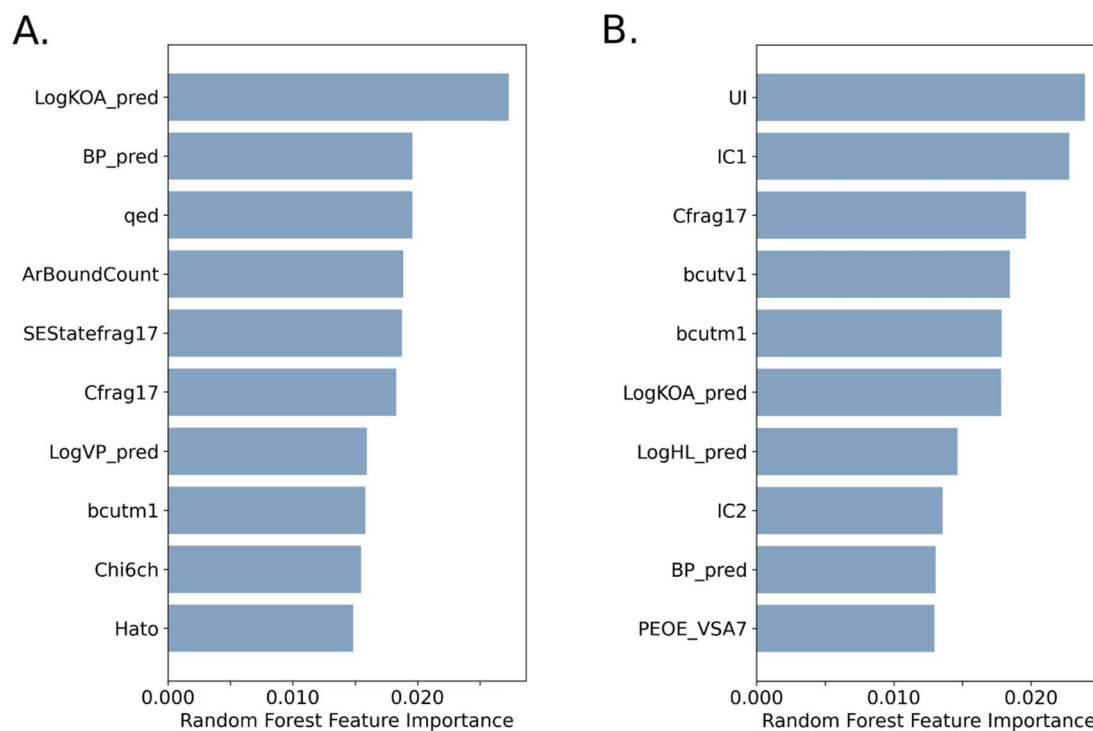 A.
LogKOA_pred
BP_pred
qed
ArBoundCount
SEStatefrag17
Cfrag17
LogVP_pred
bcutm1
Chi6ch
Hato
0.000 0.010 0.020
Random Forest Feature Importance
B.
UI
IC1
Cfrag17
bcutv1
bcutm1
LogKOA_pred
LogHL_pred
IC2
BP_pred
PEOE_VSA7
0.000 0.010 0.020
Random Forest Feature Importance